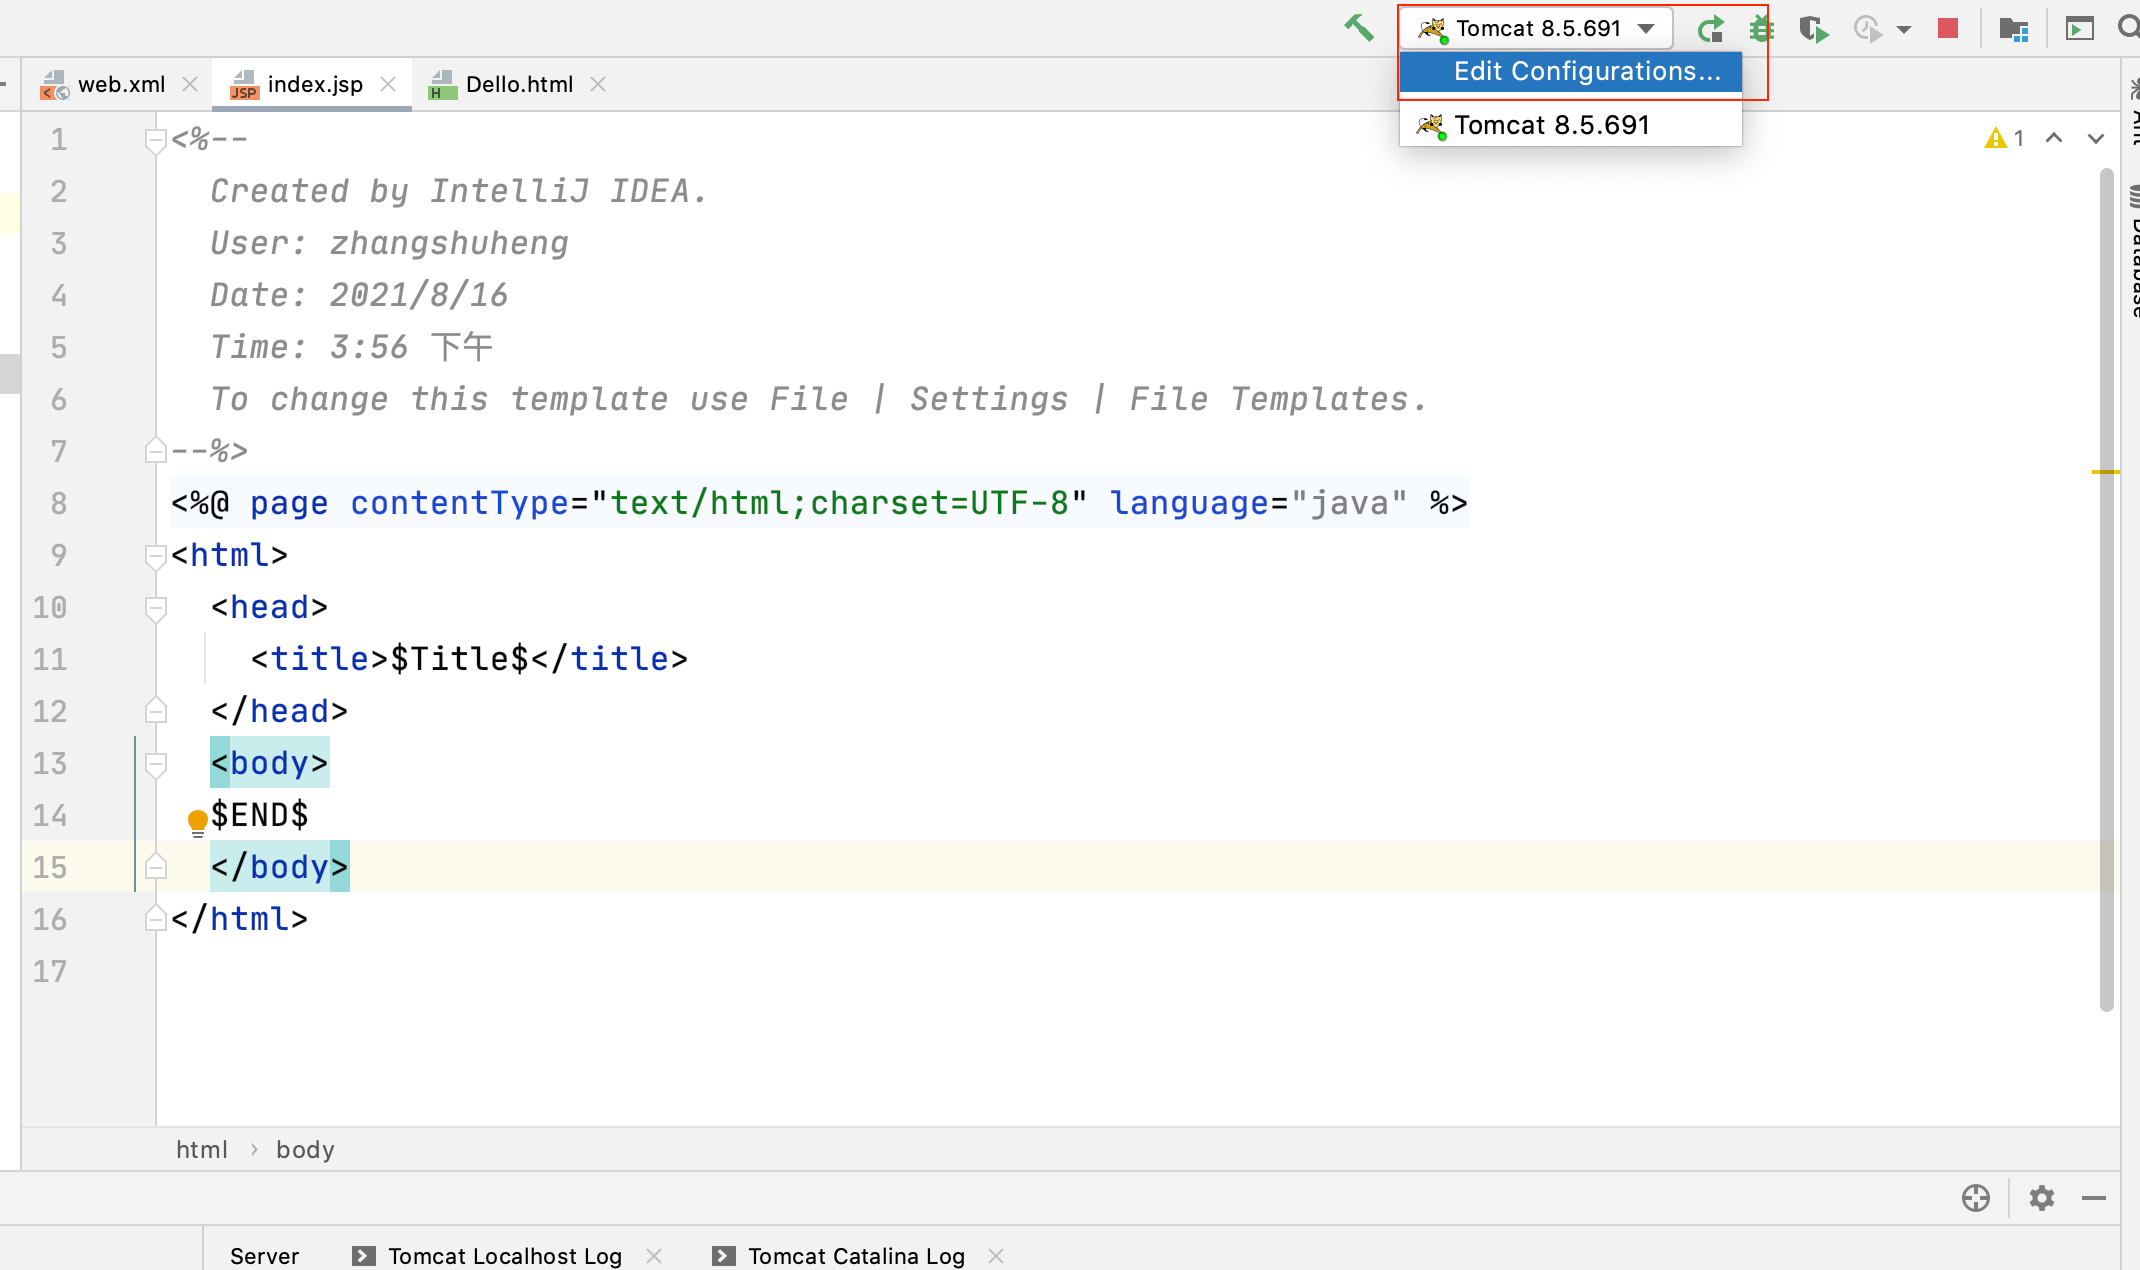 Tomcat 8.5.691
Edit Configurations...
Tomcat 8.5.691
web.xml
index.jsp
Dello.html
1
Ant
Database
1 <%--
2 Created by IntelliJ IDEA.
3 User: zhangshuheng
4 Date: 2021/8/16
5 Time: 3:56 下午
6 To change this template use File | Settings | File Templates.
7 --%>
8 <%@ page contentType="text/html;charset=UTF-8" language="java" %>
9 <html>
10 <head>
11 <title>$Title$</title>
12 </head>
13 <body>
14 $END$
15 </body>
16 </html>
17
html › body
Server
Tomcat Localhost Log
Tomcat Catalina Log